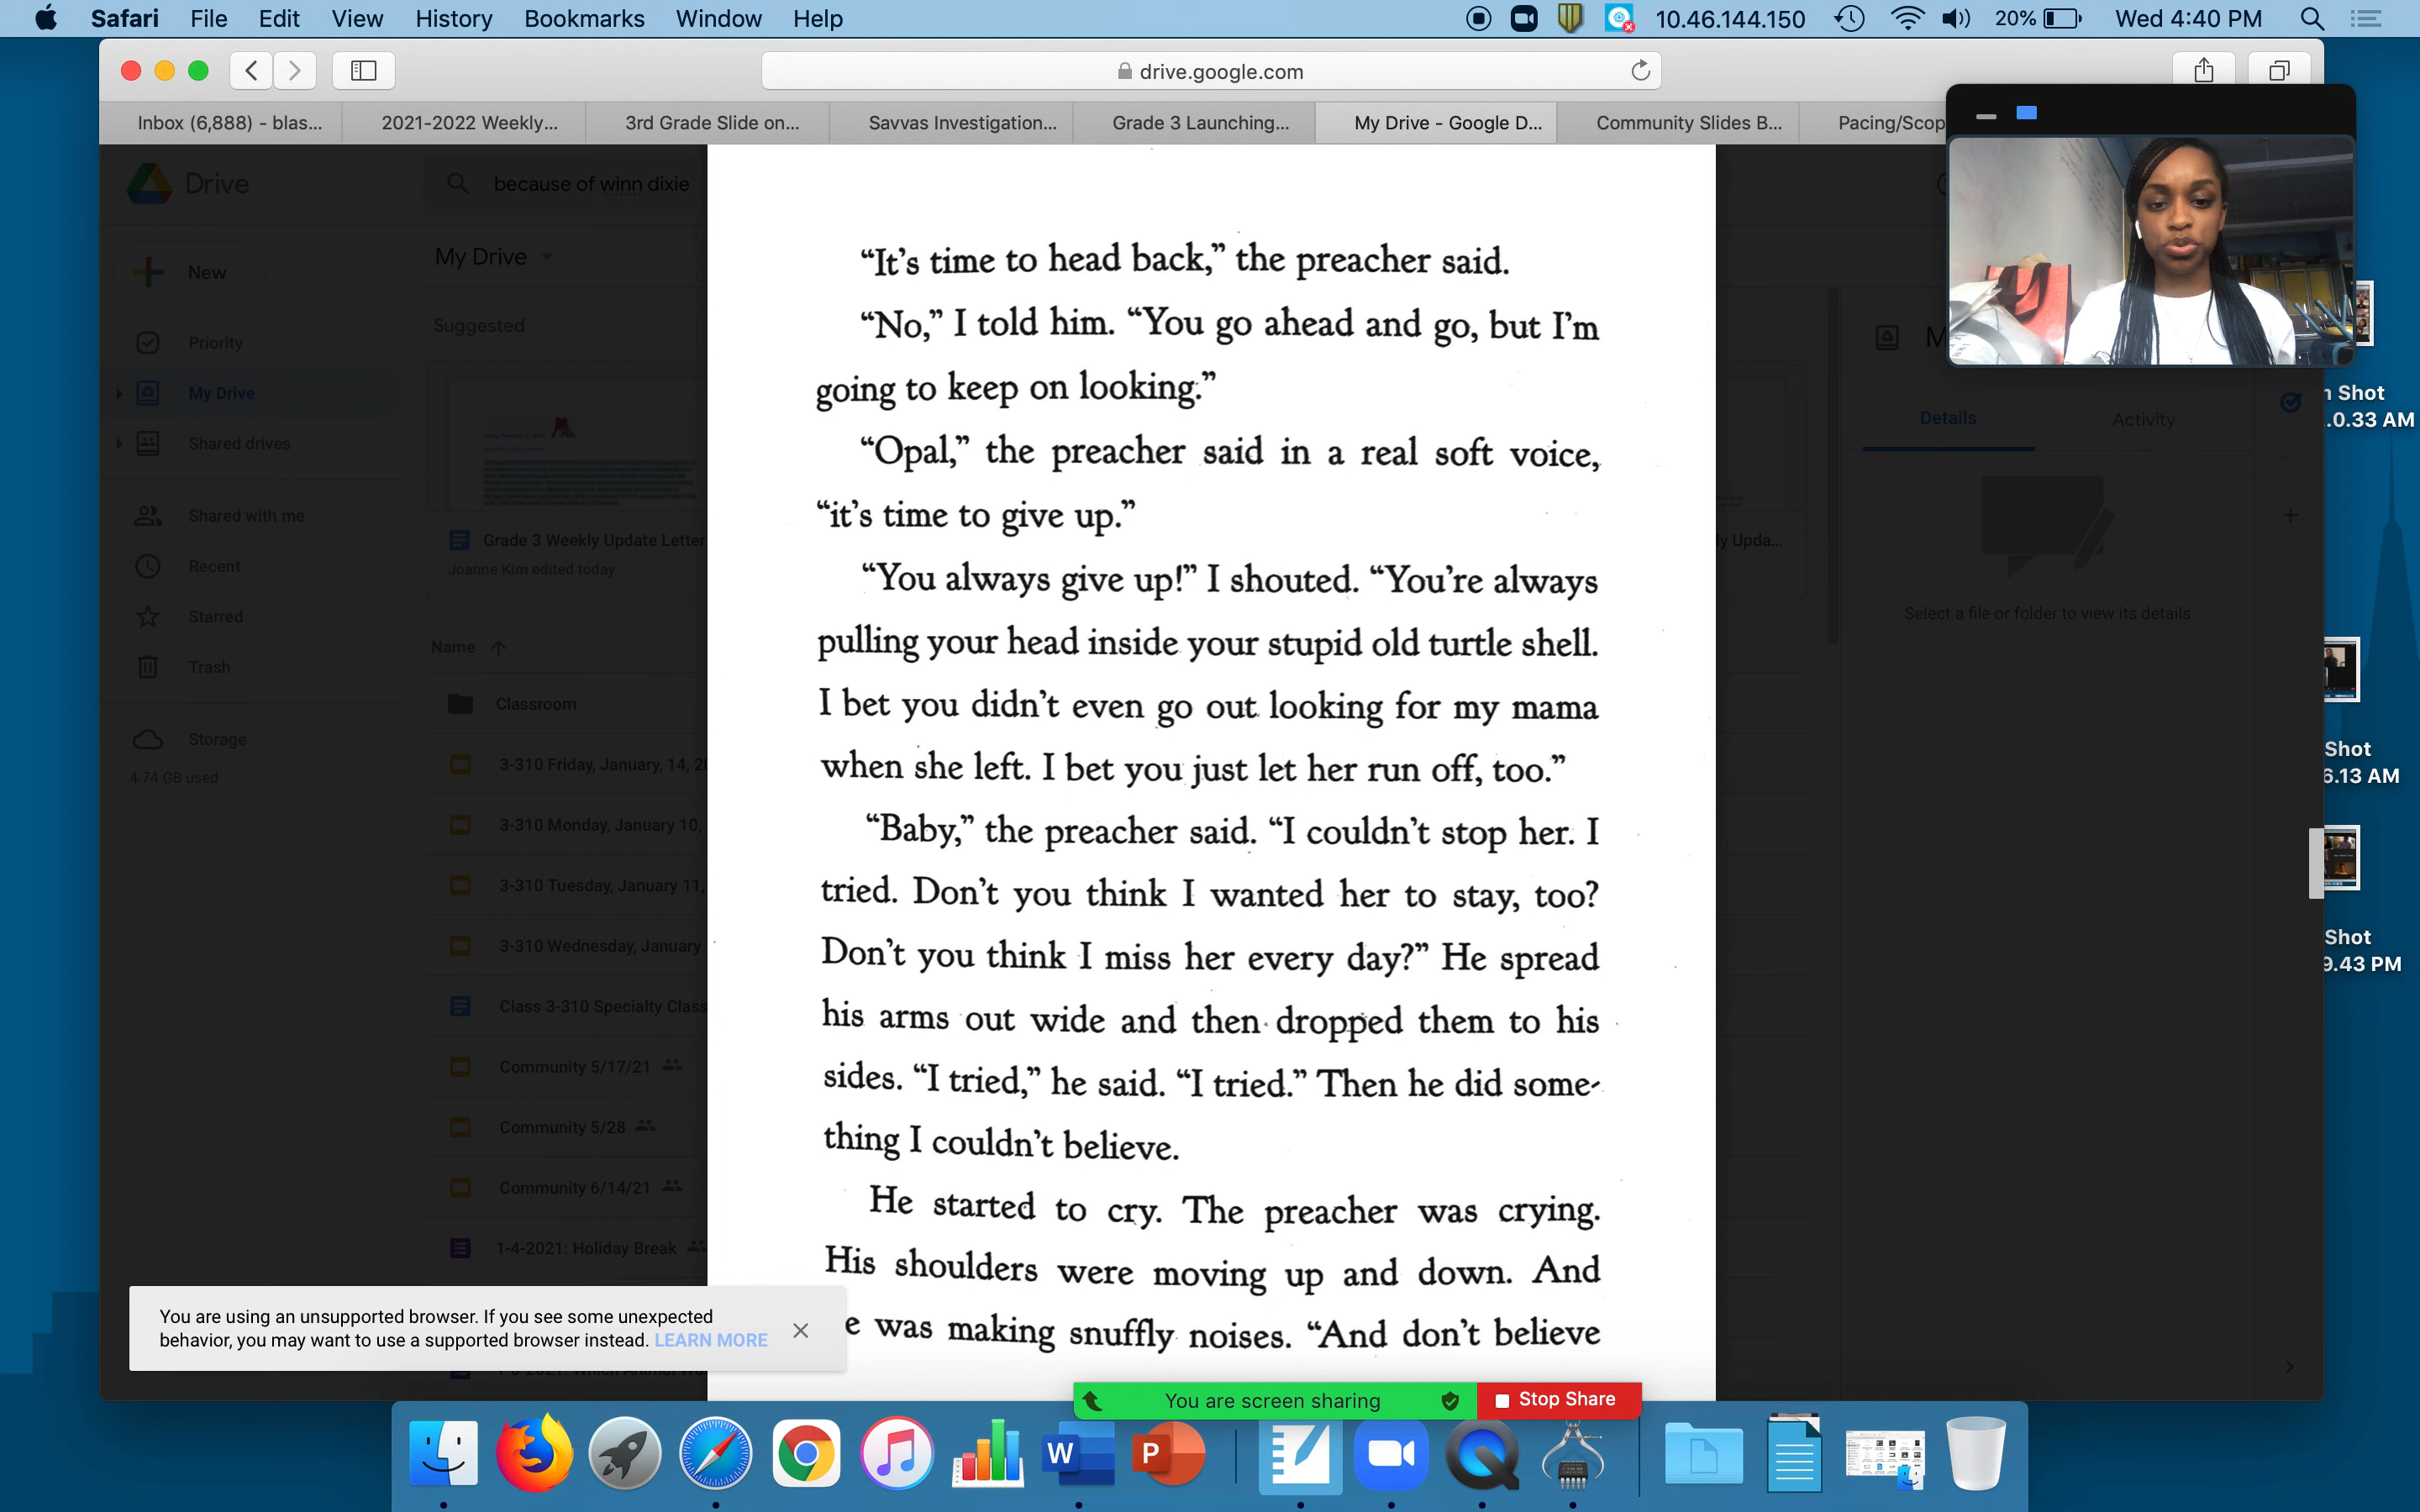 Safari File Edit View History Bookmarks Window Help 10.46.144.150 20% Wed 4:40 PM
drive.google.com
Inbox (6,888) - blas... 2021-2022 Weekly... 3rd Grade Slide on... Savvas Investigation... Grade 3 Launching... My Drive - Google D... Community Slides B... Pacing/Scop
Drive because of winn dixie
My Drive
New
Suggested
Priority
My Drive
Shared drives
Shared with me
Recent
Starred
Trash
Storage
4.74 GB used
Grade 3 Weekly Update Letter
Joanne Kim edited today
Name
Classroom
3-310 Friday, January, 14, 20
3-310 Monday, January 10,
3-310 Tuesday, January 11,
3-310 Wednesday, January
Class 3-310 Specialty Class
Community 5/17/21
Community 5/28
Community 6/14/21
1-4-2021: Holiday Break
“It’s time to head back,” the preacher said.
“No,” I told him. “You go ahead and go, but I’m
going to keep on looking.”
“Opal,” the preacher said in a real soft voice,
“it’s time to give up.”
“You always give up!” I shouted. “You’re always
pulling your head inside your stupid old turtle shell.
I bet you didn’t even go out looking for my mama
when she left. I bet you just let her run off, too.”
“Baby,” the preacher said. “I couldn’t stop her. I
tried. Don’t you think I wanted her to stay, too?
Don’t you think I miss her every day?” He spread
his arms out wide and then dropped them to his
sides. “I tried,” he said. “I tried.” Then he did some-
thing I couldn’t believe.
He started to cry. The preacher was crying.
His shoulders were moving up and down. And
e was making snuffly noises. “And don’t believe
ly Upda...
Details Activity
Select a file or folder to view its details
n Shot
.0.33 AM
Shot
6.13 AM
Shot
9.43 PM
You are using an unsupported browser. If you see some unexpected
behavior, you may want to use a supported browser instead. LEARN MORE
You are screen sharing Stop Share
W P